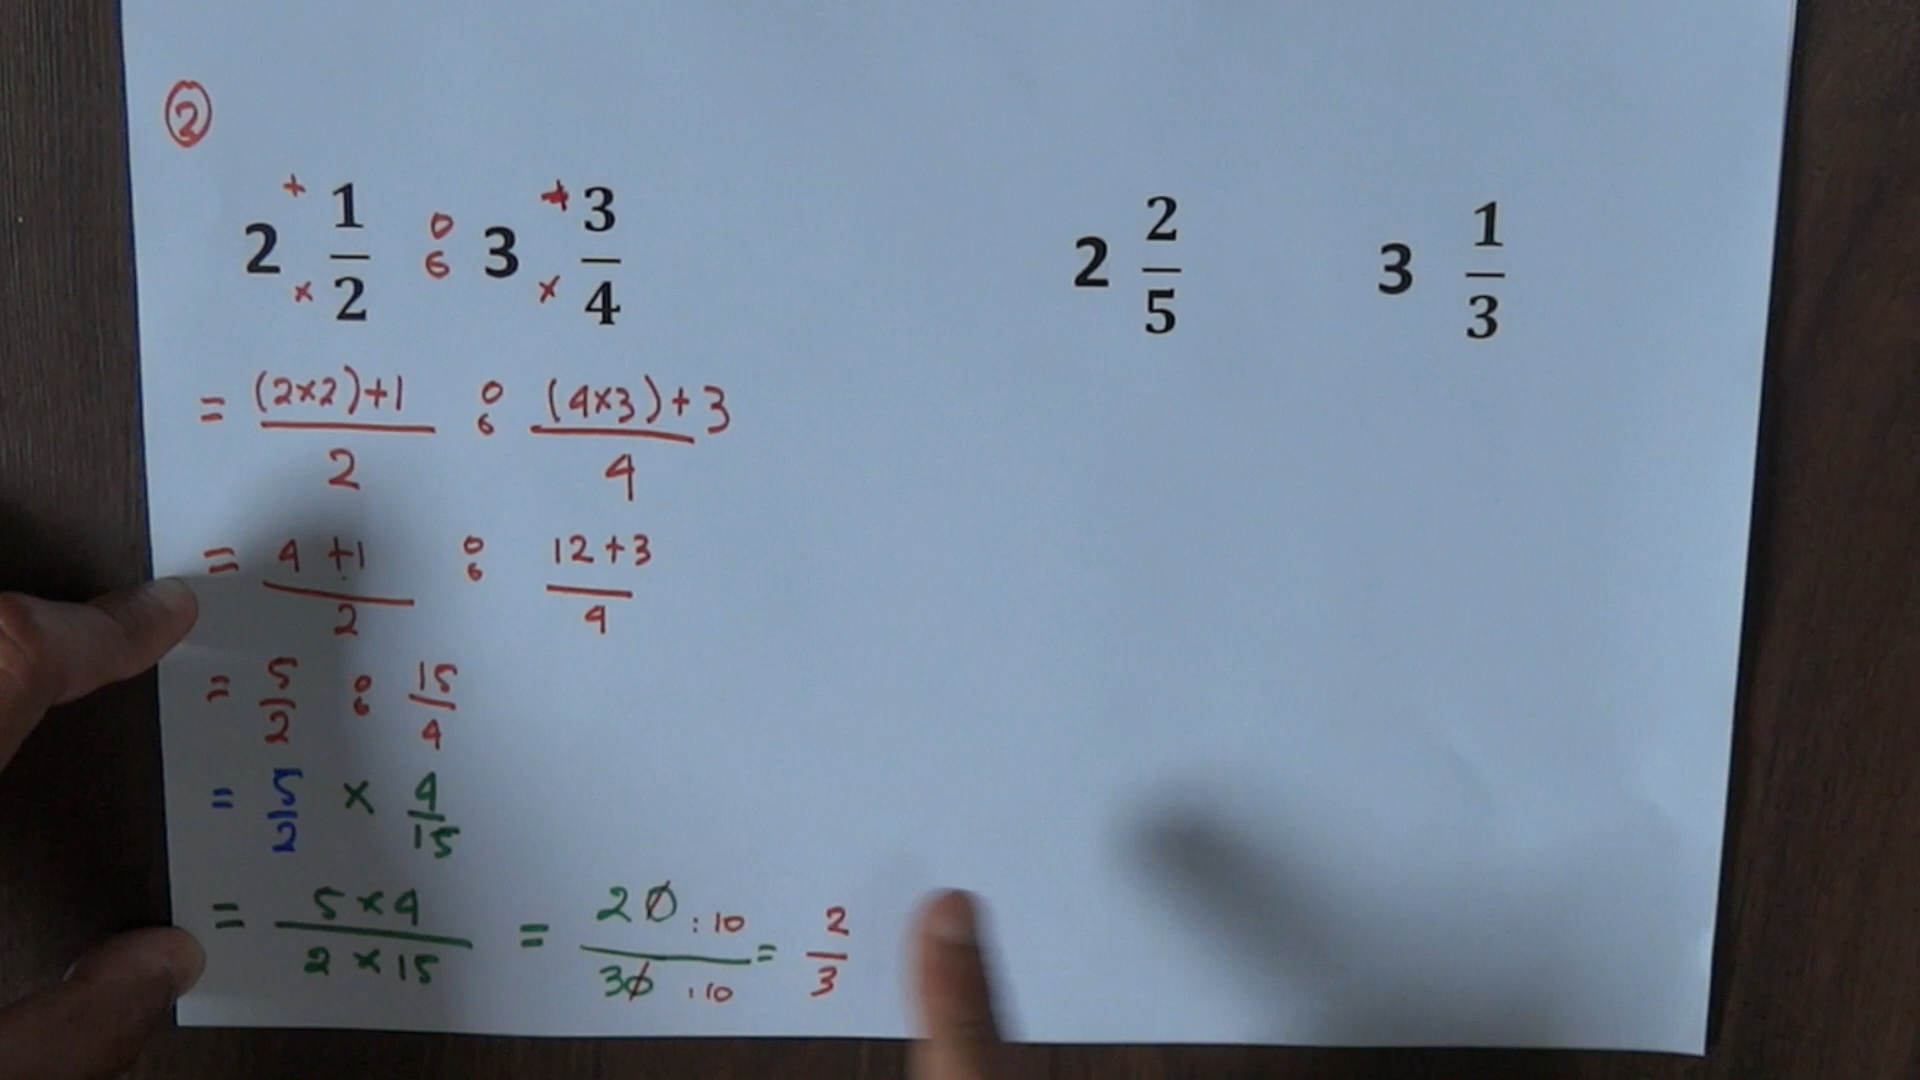 ②
2 + × 1/2 : 3 + × 3/4
2 2/5 3 1/3
= (2×2)+1/2 : (4×3)+3/4
= 4+1/2 : 12+3/4
= 5/2 : 15/4
= 5/2 × 4/15
= 5×4/2×15 = 20:10/30:10 = 2/3